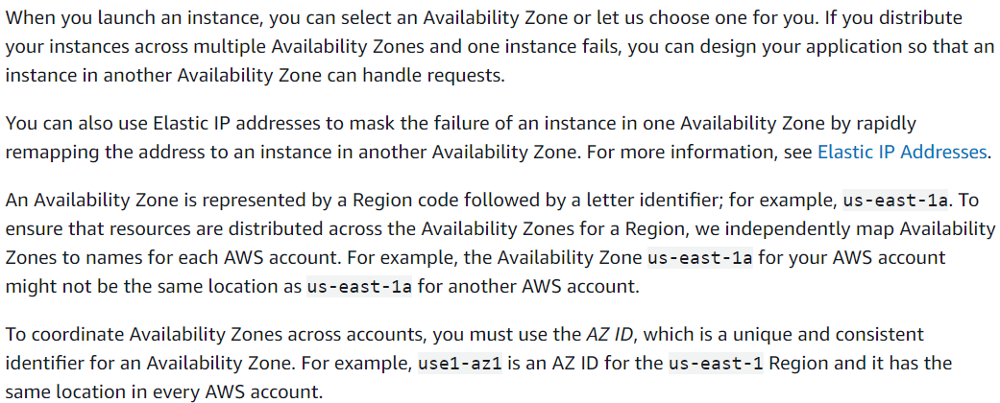 When you launch an instance, you can select an Availability Zone or let us choose one for you. If you distribute
your instances across multiple Availability Zones and one instance fails, you can design your application so that an
instance in another Availability Zone can handle requests.
You can also use Elastic IP addresses to mask the failure of an instance in one Availability Zone by rapidly
remapping the address to an instance in another Availability Zone. For more information, see Elastic IP Addresses.
An Availability Zone is represented by a Region code followed by a letter identifier; for example, us-east-1a. To
ensure that resources are distributed across the Availability Zones for a Region, we independently map Availability
Zones to names for each AWS account. For example, the Availability Zone us-east-1a for your AWS account
might not be the same location as us-east-1a for another AWS account.
To coordinate Availability Zones across accounts, you must use the AZ ID, which is a unique and consistent
identifier for an Availability Zone. For example, use1-az1 is an AZ ID for the us-east-1 Region and it has the
same location in every AWS account.